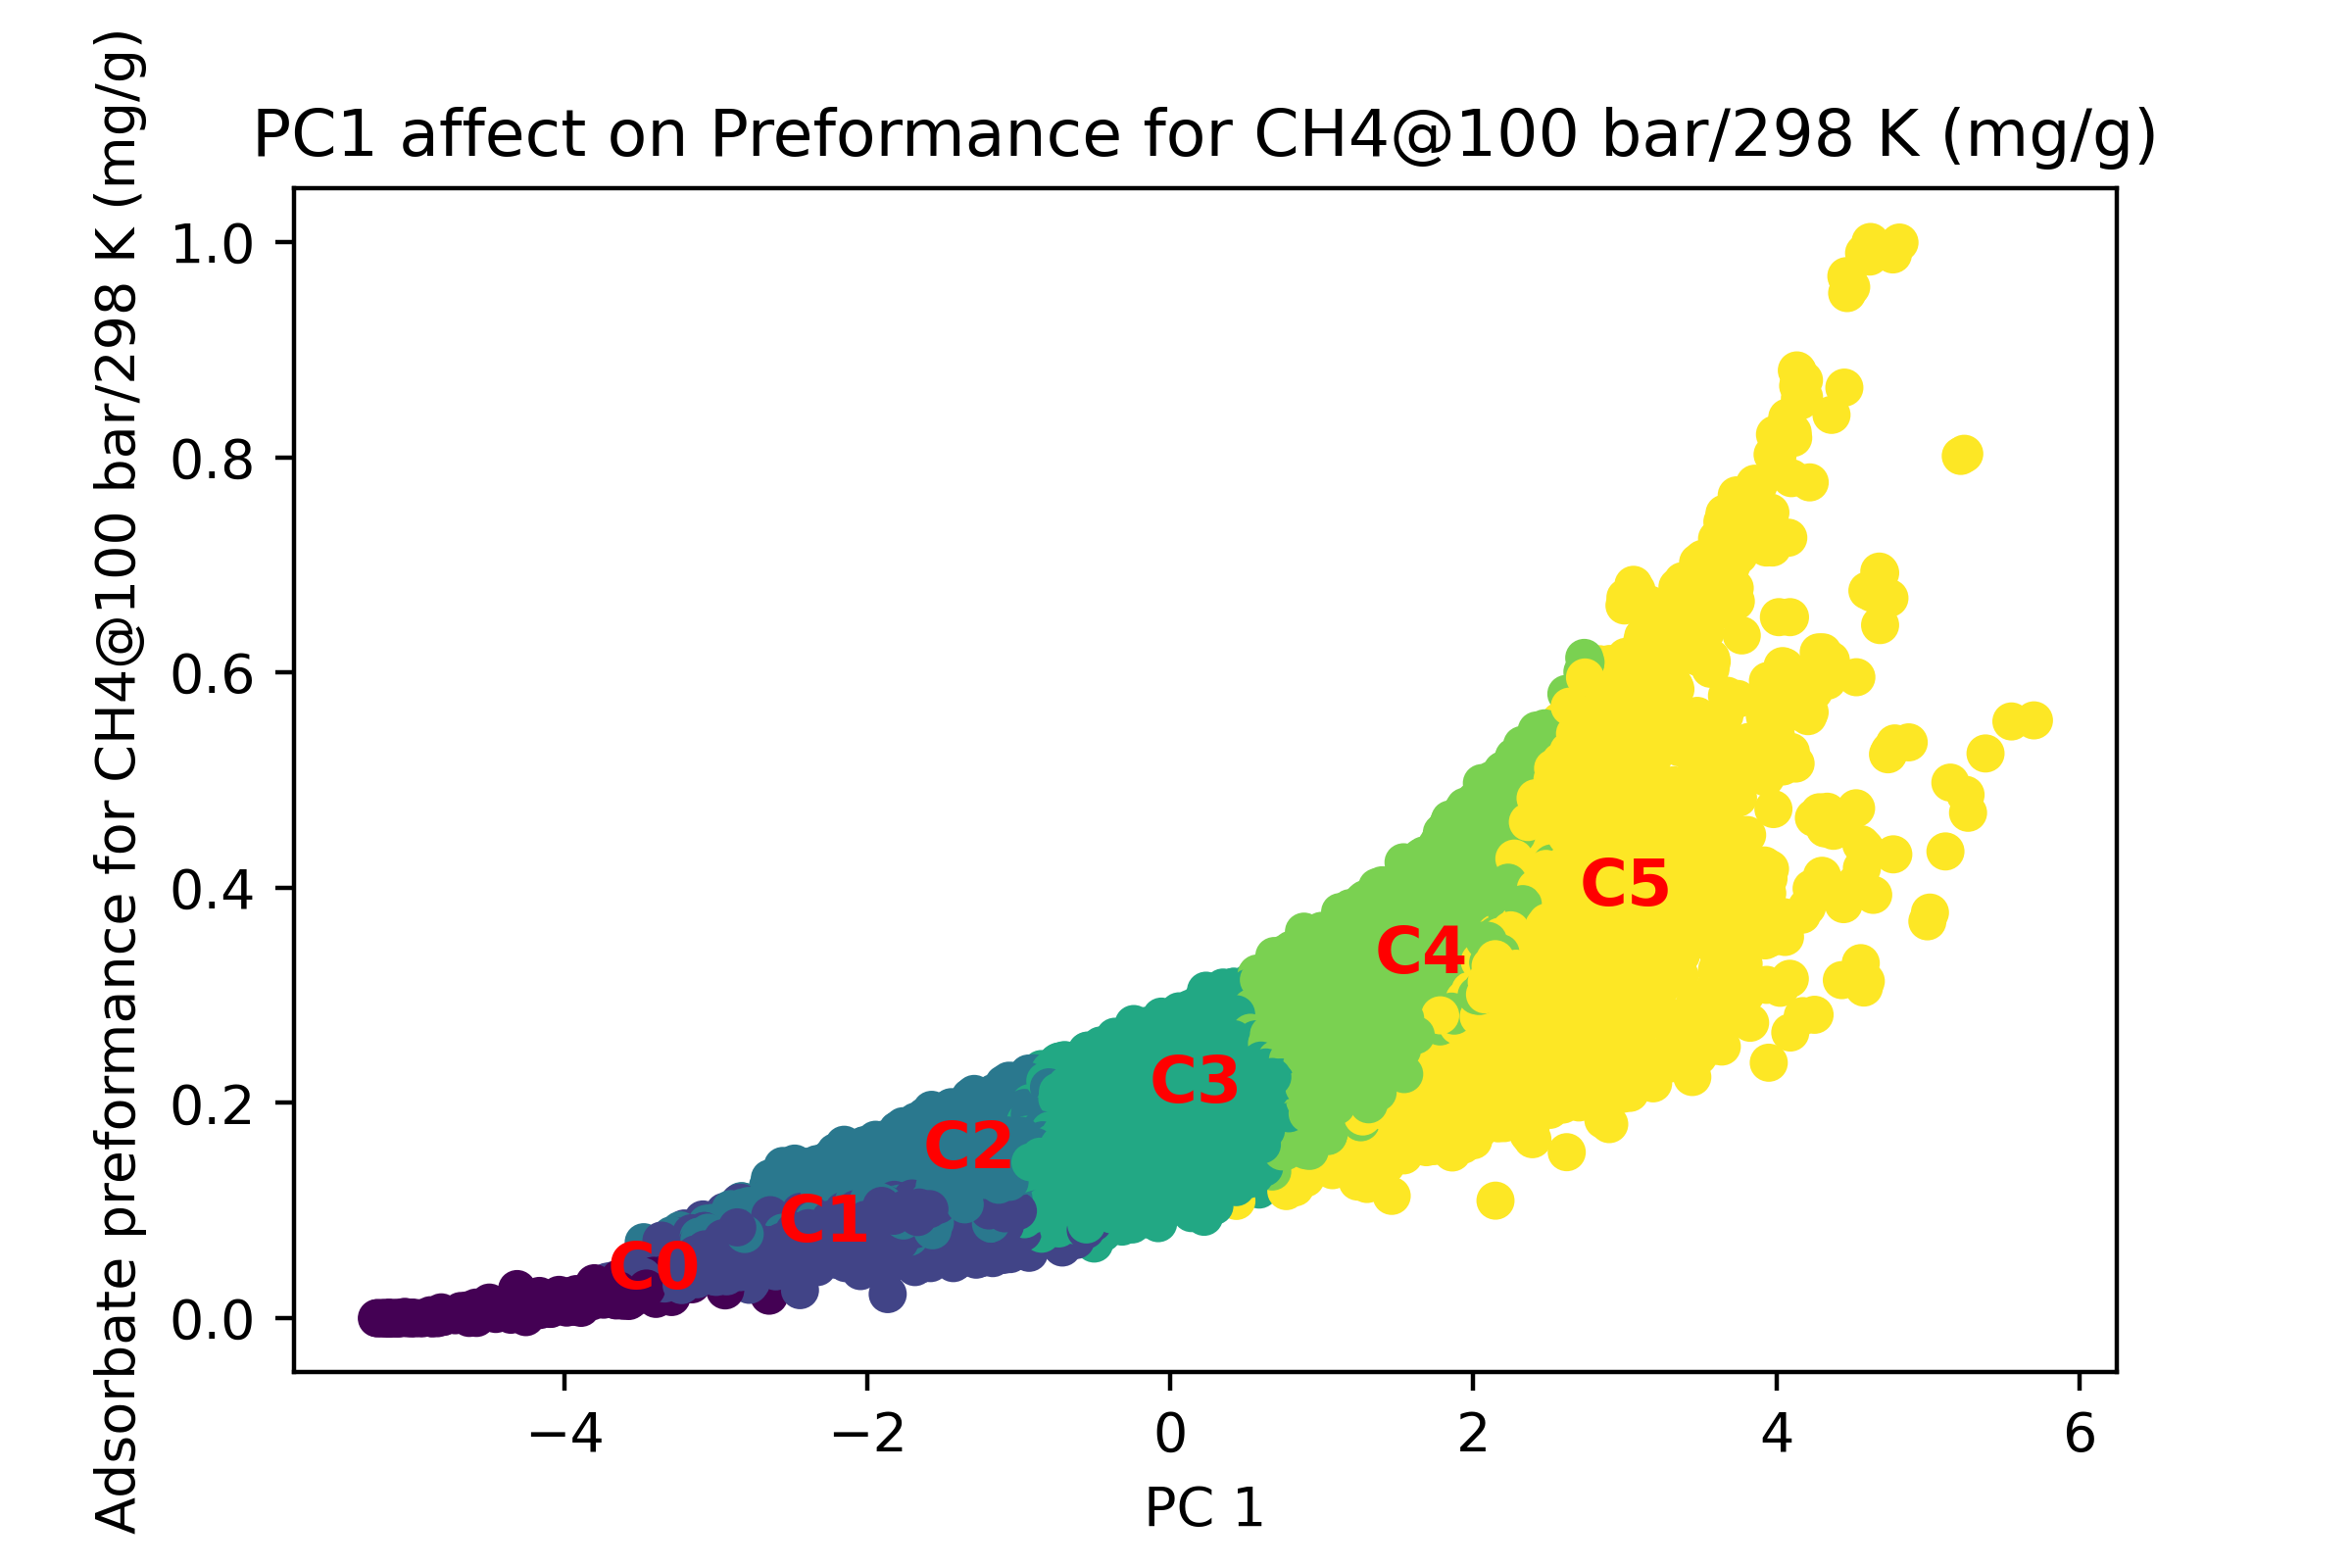 PC1 affect on Preformance for CH4@100 bar/298 K (mg/g)
Adsorbate preformance for CH4@100 bar/298 K (mg/g)
1.0
0.8
0.6
0.4
0.2
0.0
C5
C4
C3
C2
C1
C0
−4
−2
0
2
4
6
PC 1